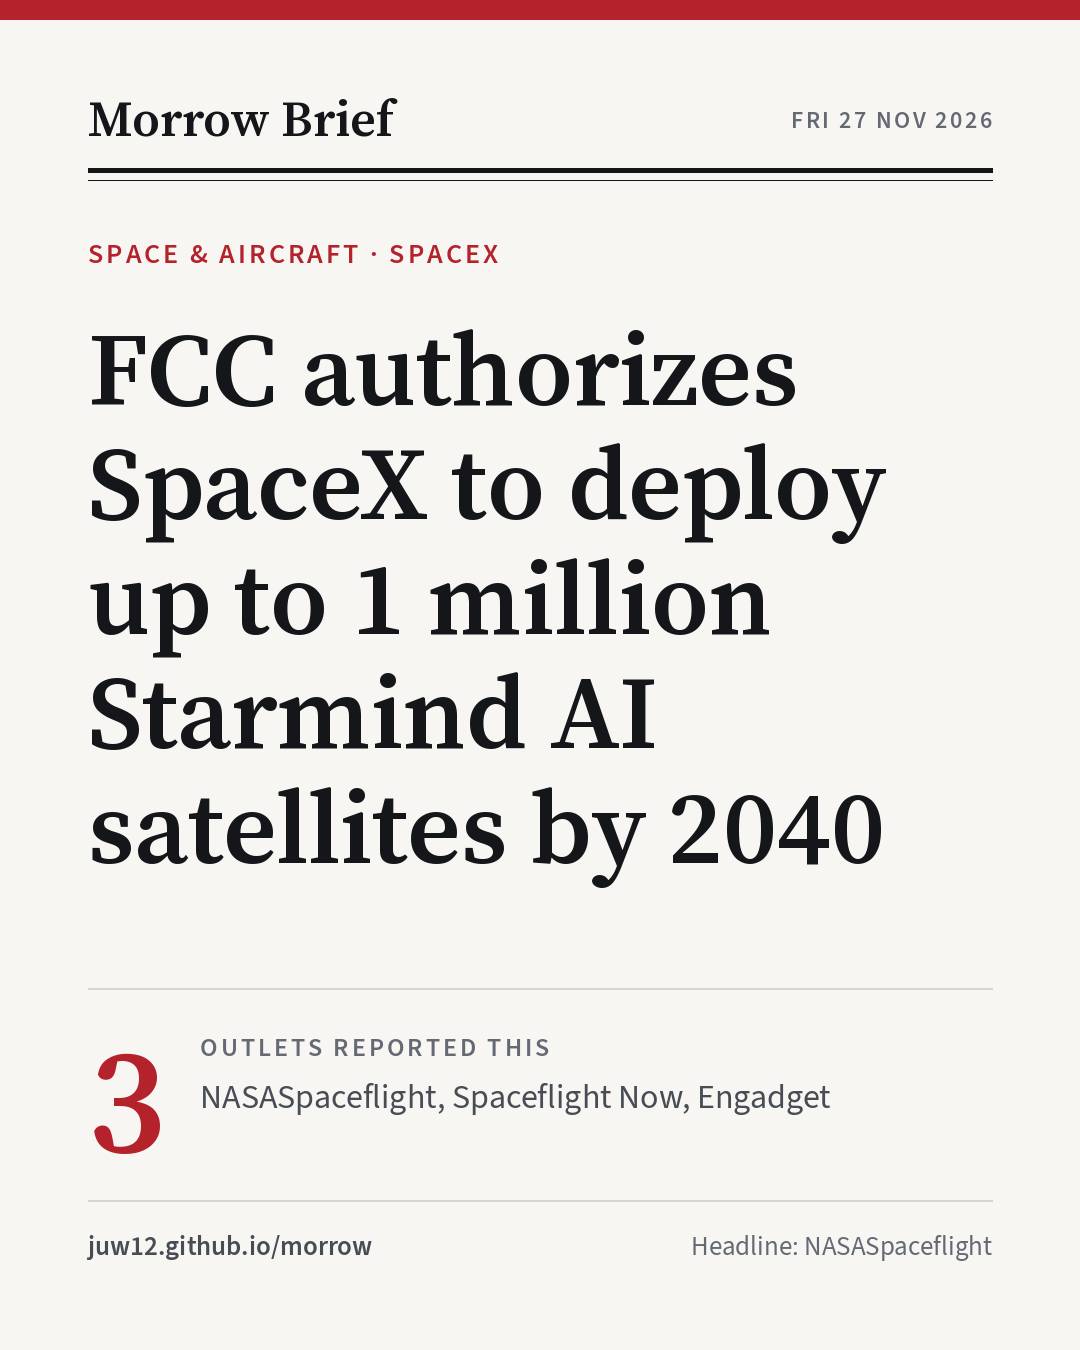 Morrow Brief
FRI 27 NOV 2026
SPACE & AIRCRAFT · SPACEX
FCC authorizes
SpaceX to deploy
up to 1 million
Starmind AI
satellites by 2040
3
OUTLETS REPORTED THIS
NASASpaceflight, Spaceflight Now, Engadget
juw12.github.io/morrow
Headline: NASASpaceflight